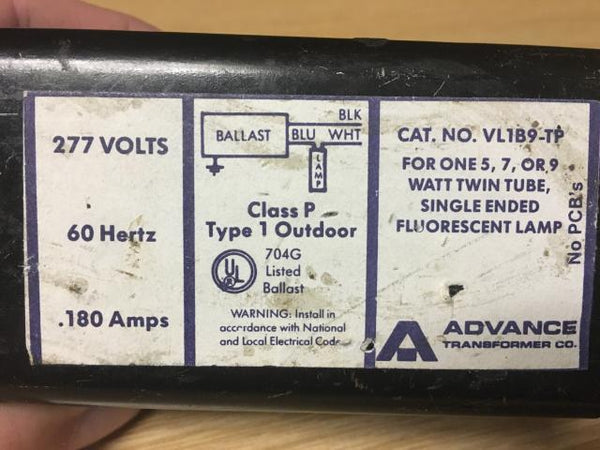 277 VOLTS
60 Hertz
.180 Amps
BLK
BALLAST
BLU WHT
LAMP
Class P
Type 1 Outdoor
UL
704G
Listed
Ballast
WARNING: Install in
accordance with National
and Local Electrical Code
CAT. NO. VL1B9-TP
FOR ONE 5, 7, OR 9
WATT TWIN TUBE,
SINGLE ENDED
FLUORESCENT LAMP
No PCB's
ADVANCE
TRANSFORMER CO.